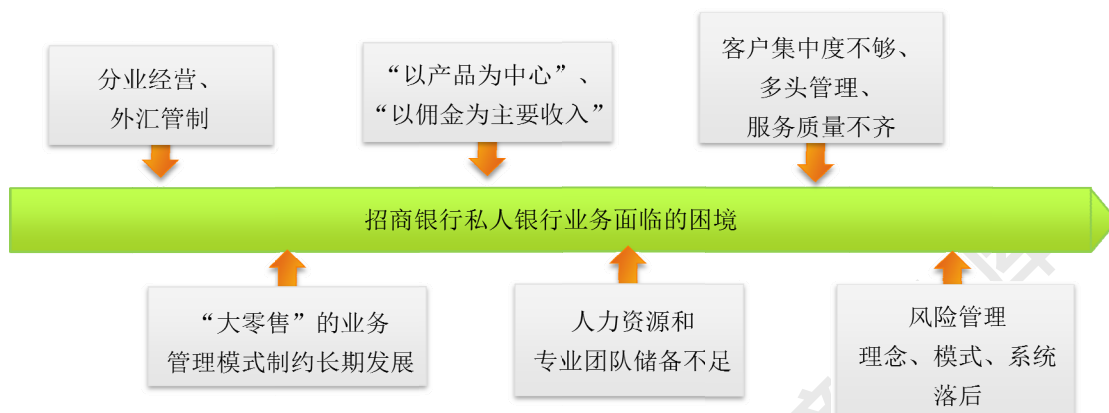 分业经营、
外汇管制
“以产品为中心”、
“以佣金为主要收入”
客户集中度不够、
多头管理、
服务质量不齐
招商银行私人银行业务面临的困境
“大零售”的业务
管理模式制约长期发展
人力资源和
专业团队储备不足
风险管理
理念、模式、系统
落后